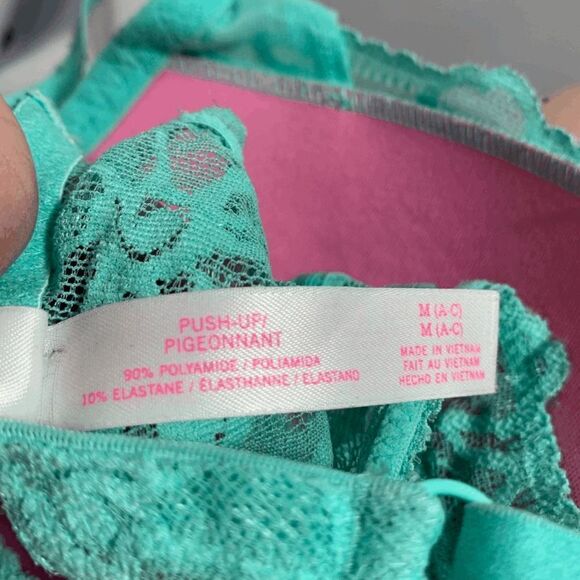 PUSH-UP/
PIGEONNANT
90% POLYAMIDE / POLIAMIDA
10% ELASTANE / ÉLASTHANNE / ELASTANO
M (A-C)
M (A-C)
MADE IN VIETNAM
FAIT AU VIETNAM
HECHO EN VIETNAM